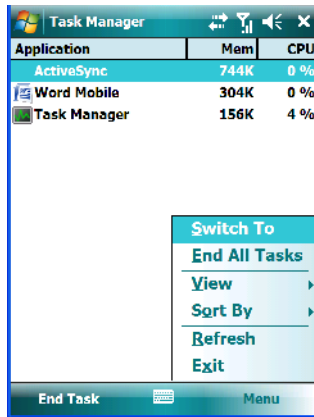 Task Manager
Application Mem CPU
ActiveSync 744K 0 %
Word Mobile 304K 0 %
Task Manager 156K 4 %
Switch To
End All Tasks
View
Sort By
Refresh
Exit
End Task Menu